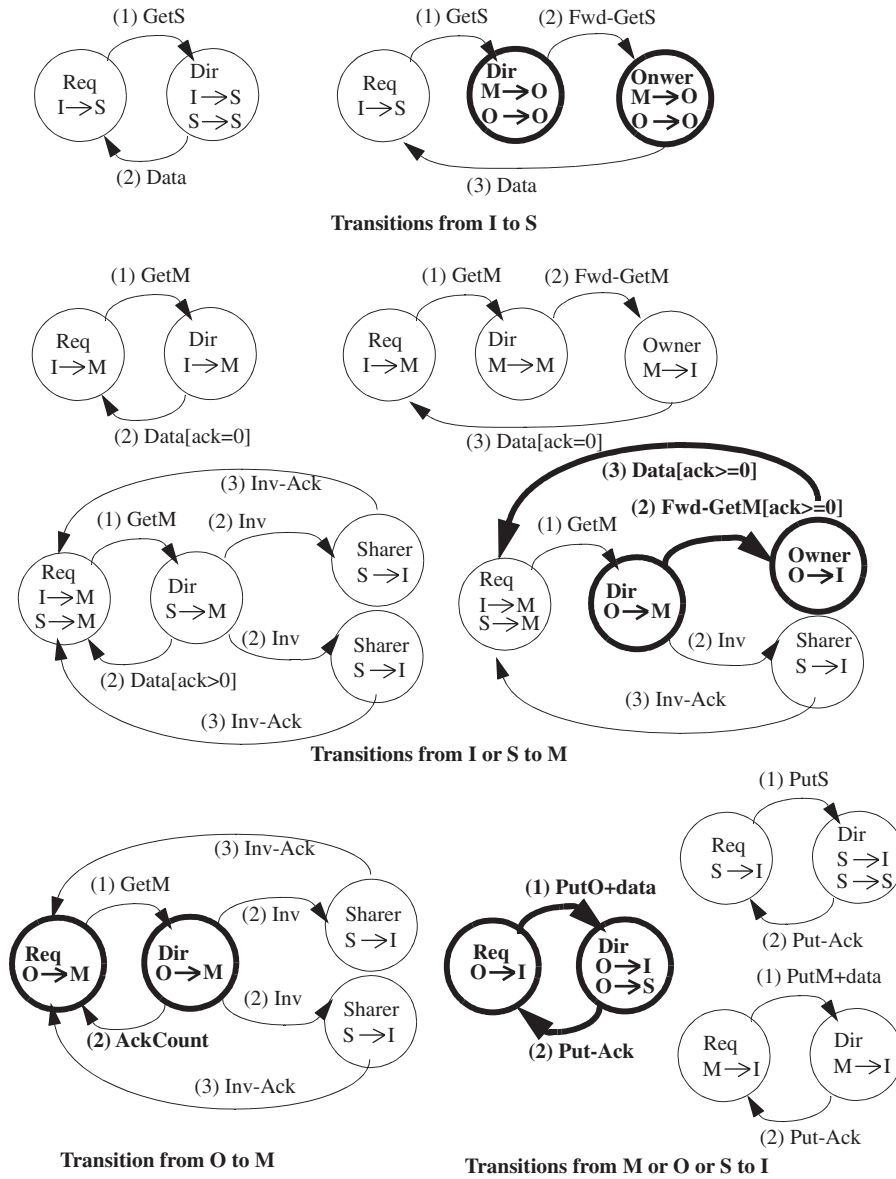 (1) GetS
Req
I→S
Dir
I→S
S→S
(2) Data
(1) GetS
(2) Fwd-GetS
Req
I→S
Dir
M→O
O→O
Onwer
M→O
O→O
(3) Data
Transitions from I to S
(1) GetM
Req
I→M
Dir
I→M
(2) Data[ack=0]
(1) GetM
(2) Fwd-GetM
Req
I→M
Dir
M→M
Owner
M→I
(3) Data[ack=0]
(3) Inv-Ack
(1) GetM
(2) Inv
Req
I→M
S→M
Dir
S→M
Sharer
S→I
(2) Inv
Sharer
S→I
(2) Data[ack>0]
(3) Inv-Ack
(3) Data[ack>=0]
(2) Fwd-GetM[ack>=0]
(1) GetM
Req
I→M
S→M
Dir
O→M
Owner
O→I
(2) Inv
Sharer
S→I
(3) Inv-Ack
Transitions from I or S to M
(3) Inv-Ack
(1) GetM
(2) Inv
Req
O→M
Dir
O→M
Sharer
S→I
(2) Inv
Sharer
S→I
(2) AckCount
(3) Inv-Ack
Transition from O to M
(1) PutO+data
Req
O→I
Dir
O→I
O→S
(2) Put-Ack
(1) PutS
Req
S→I
Dir
S→I
S→S
(2) Put-Ack
(1) PutM+data
Req
M→I
Dir
M→I
(2) Put-Ack
Transitions from M or O or S to I